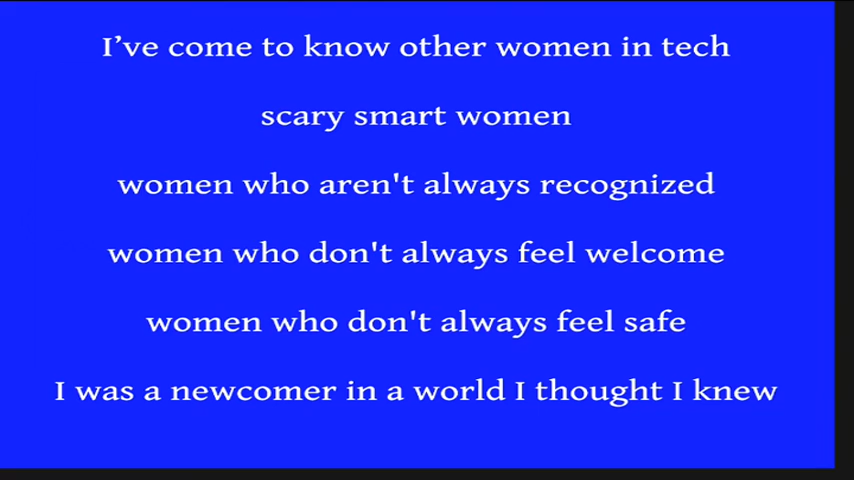 I’ve come to know other women in tech
scary smart women
women who aren't always recognized
women who don't always feel welcome
women who don't always feel safe
I was a newcomer in a world I thought I knew